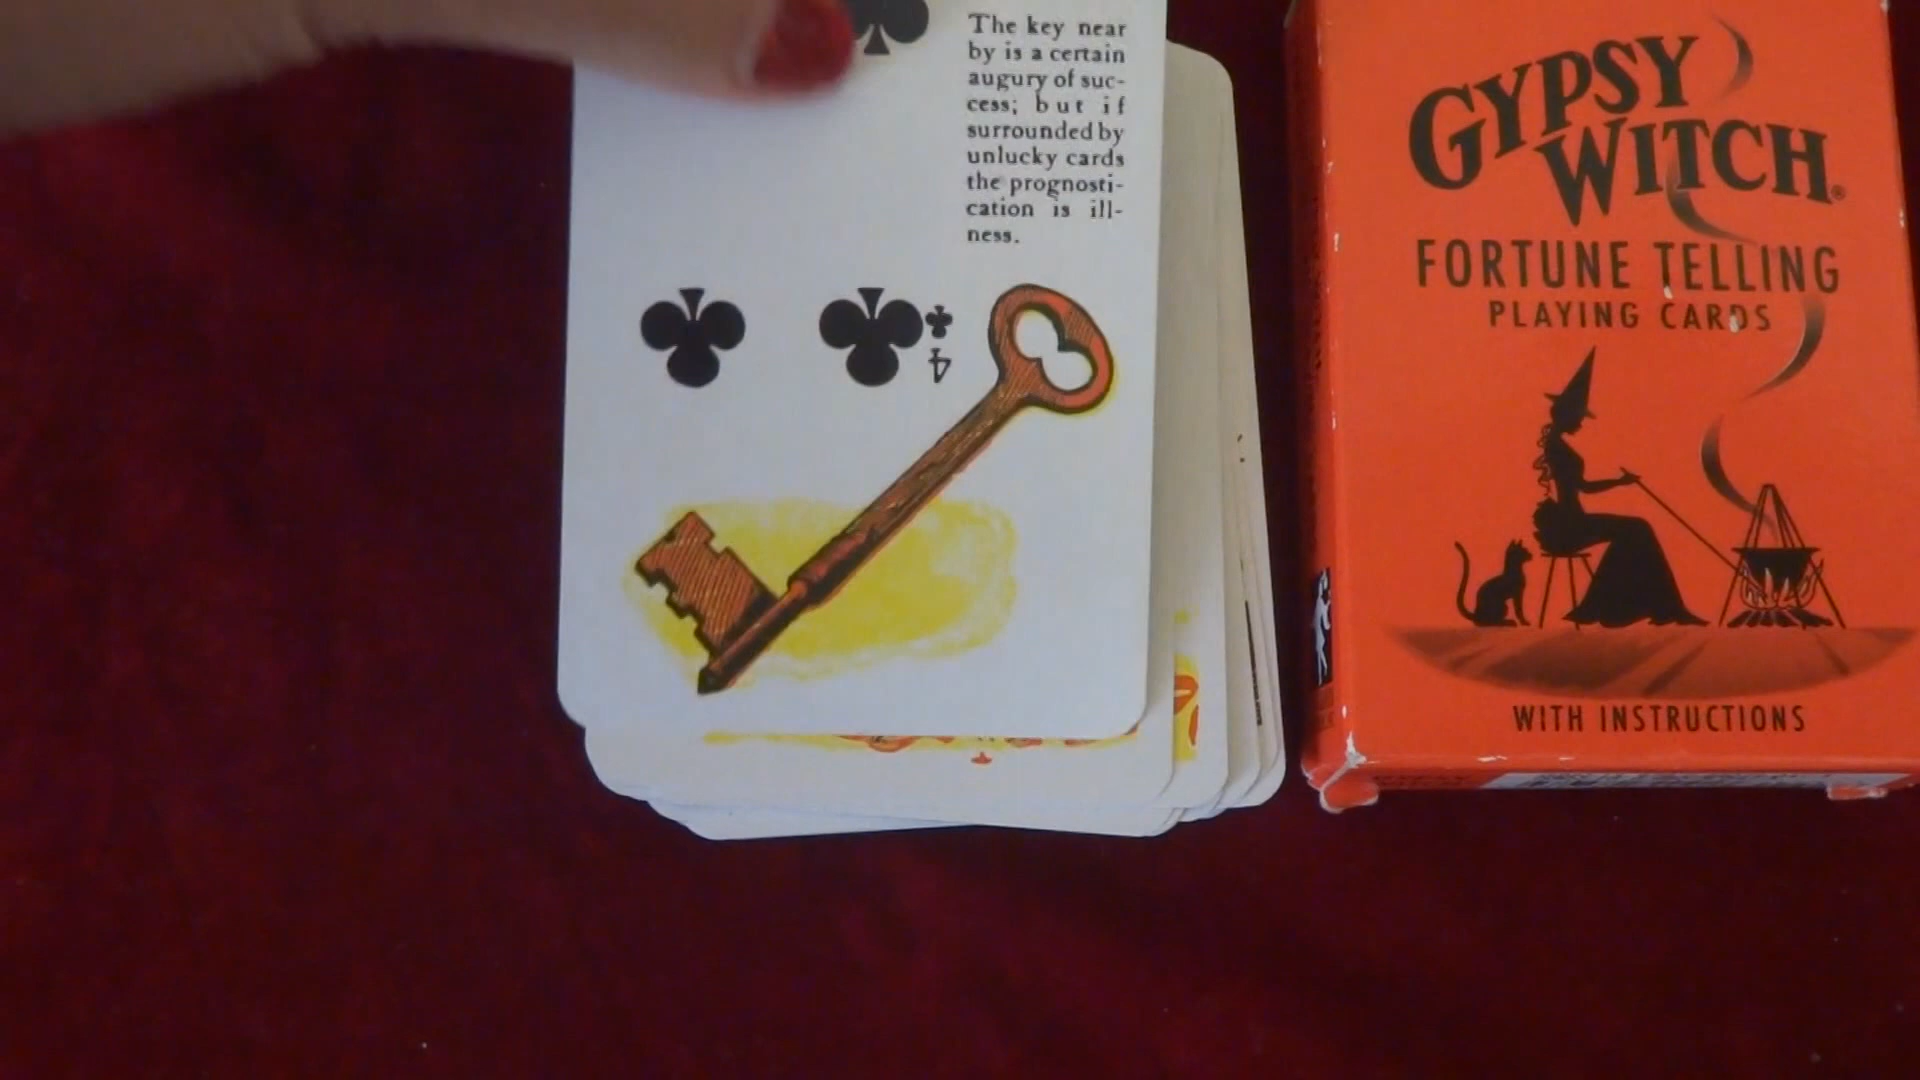 The key near
by is a certain
augury of suc-
cess; but if
surrounded by
unlucky cards
the prognosti-
cation is ill-
ness.
4
GYPSY
WITCH®
FORTUNE TELLING
PLAYING CARDS
WITH INSTRUCTIONS